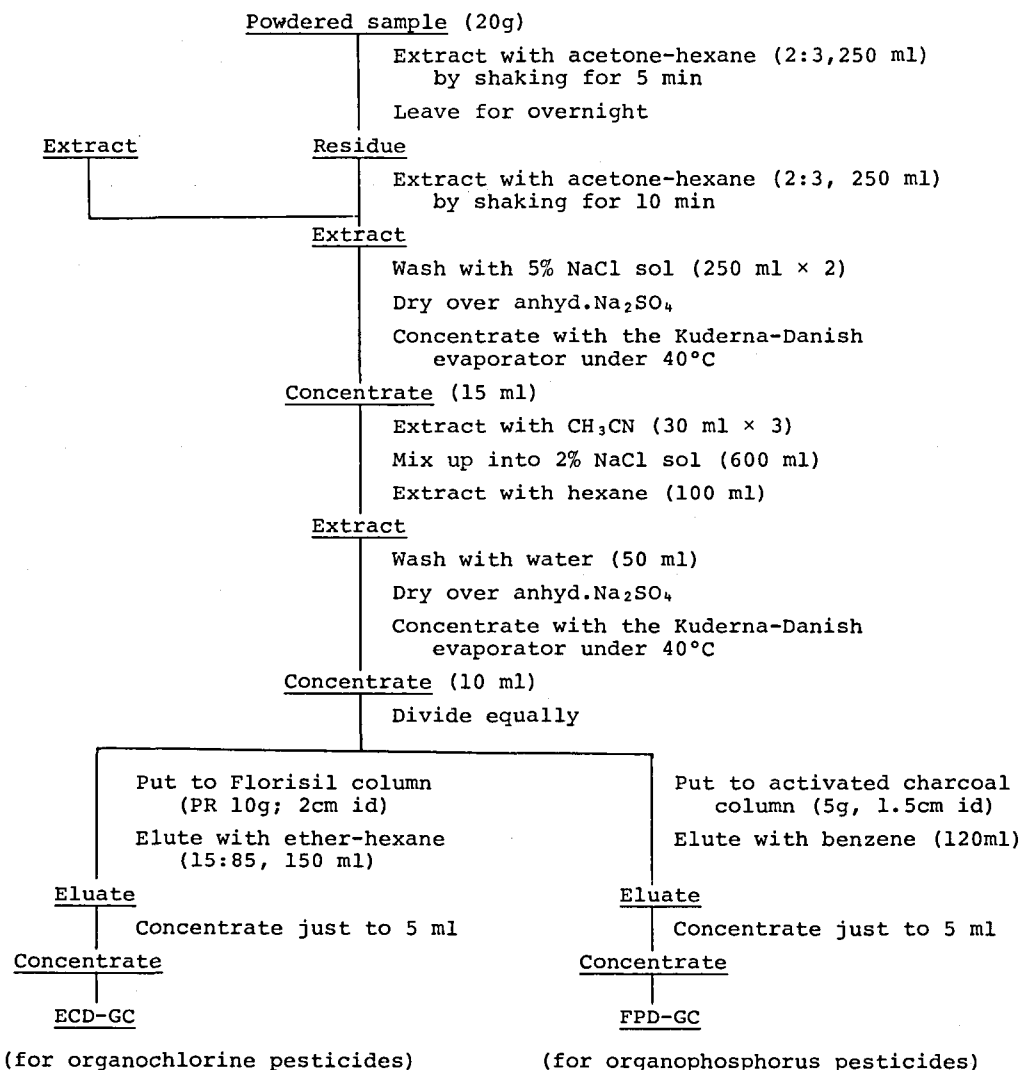 Powdered sample (20g)
Extract with acetone-hexane (2:3,250 ml)
by shaking for 5 min
Leave for overnight
Extract
Residue
Extract with acetone-hexane (2:3, 250 ml)
by shaking for 10 min
Extract
Wash with 5% NaCl sol (250 ml × 2)
Dry over anhyd.Na₂SO₄
Concentrate with the Kuderna-Danish
evaporator under 40°C
Concentrate (15 ml)
Extract with CH₃CN (30 ml × 3)
Mix up into 2% NaCl sol (600 ml)
Extract with hexane (100 ml)
Extract
Wash with water (50 ml)
Dry over anhyd.Na₂SO₄
Concentrate with the Kuderna-Danish
evaporator under 40°C
Concentrate (10 ml)
Divide equally
Put to Florisil column
(PR 10g; 2cm id)
Elute with ether-hexane
(15:85, 150 ml)
Eluate
Concentrate just to 5 ml
Concentrate
ECD-GC
(for organochlorine pesticides)
Put to activated charcoal
column (5g, 1.5cm id)
Elute with benzene (120ml)
Eluate
Concentrate just to 5 ml
Concentrate
FPD-GC
(for organophosphorus pesticides)